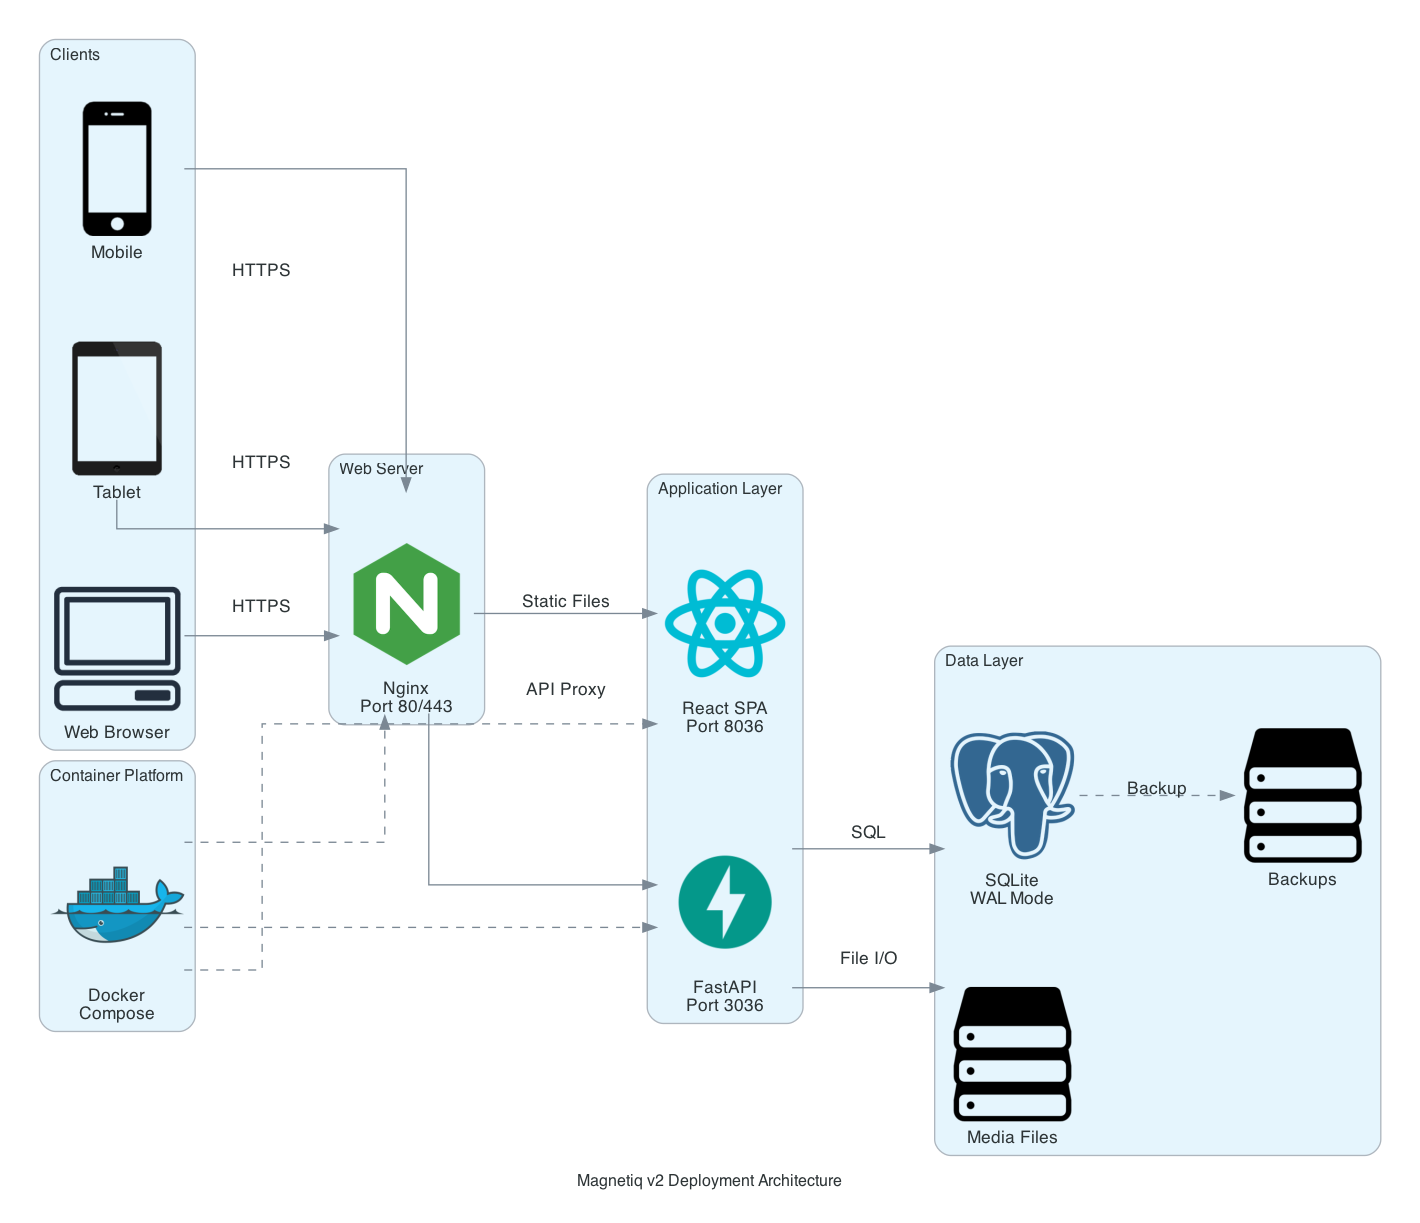 Clients
Mobile
HTTPS
Tablet
HTTPS
Web Browser
HTTPS
Web Server
Nginx
Port 80/443
Static Files
API Proxy
Application Layer
React SPA
Port 8036
FastAPI
Port 3036
Container Platform
Docker
Compose
SQL
File I/O
Data Layer
SQLite
WAL Mode
Backup
Backups
Media Files
Magnetiq v2 Deployment Architecture